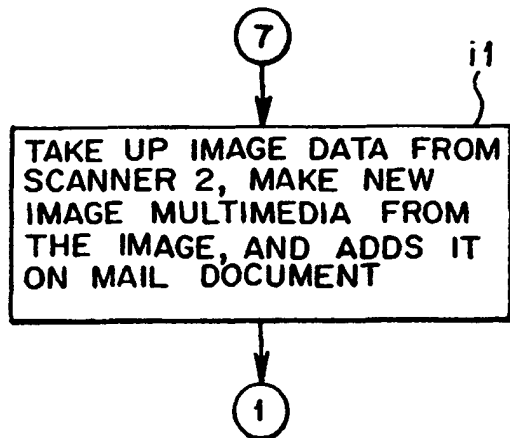 7
i1
TAKE UP IMAGE DATA FROM
SCANNER 2, MAKE NEW
IMAGE MULTIMEDIA FROM
THE IMAGE, AND ADDS IT
ON MAIL DOCUMENT
1